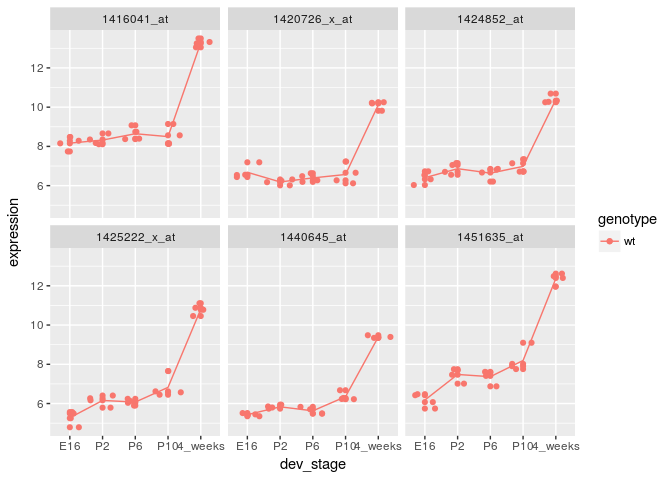 1416041_at 1420726_x_at 1424852_at
12
10
8
6
1425222_x_at 1440645_at 1451635_at
12
10
8
6
E16 P2 P6 P10 4_weeks E16 P2 P6 P10 4_weeks E16 P2 P6 P10 4_weeks
dev_stage
expression
genotype
wt